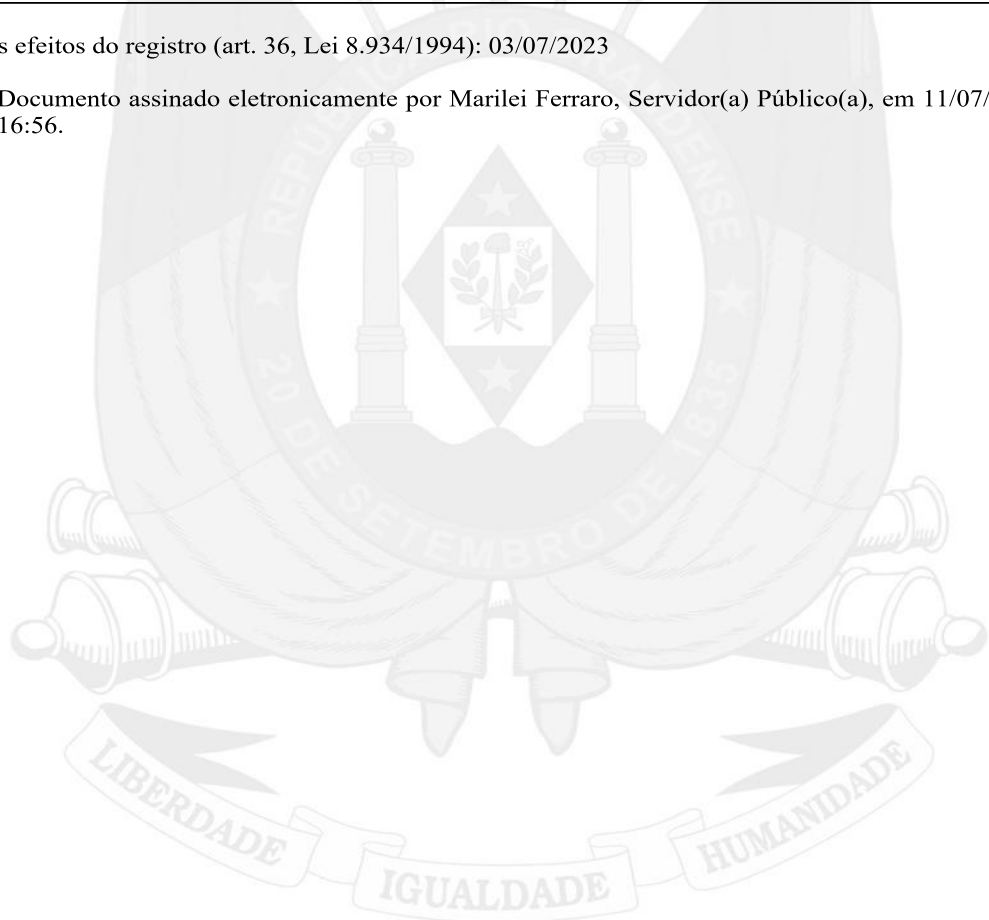 s efeitos do registro (art. 36, Lei 8.934/1994): 03/07/2023
Documento assinado eletronicamente por Marilei Ferraro, Servidor(a) Público(a), em 11/07/
16:56.
REPÚBLICA RIO GRANDENSE
20 DE SETEMBRO DE 1835
LIBERDADE
IGUALDADE
HUMANIDADE